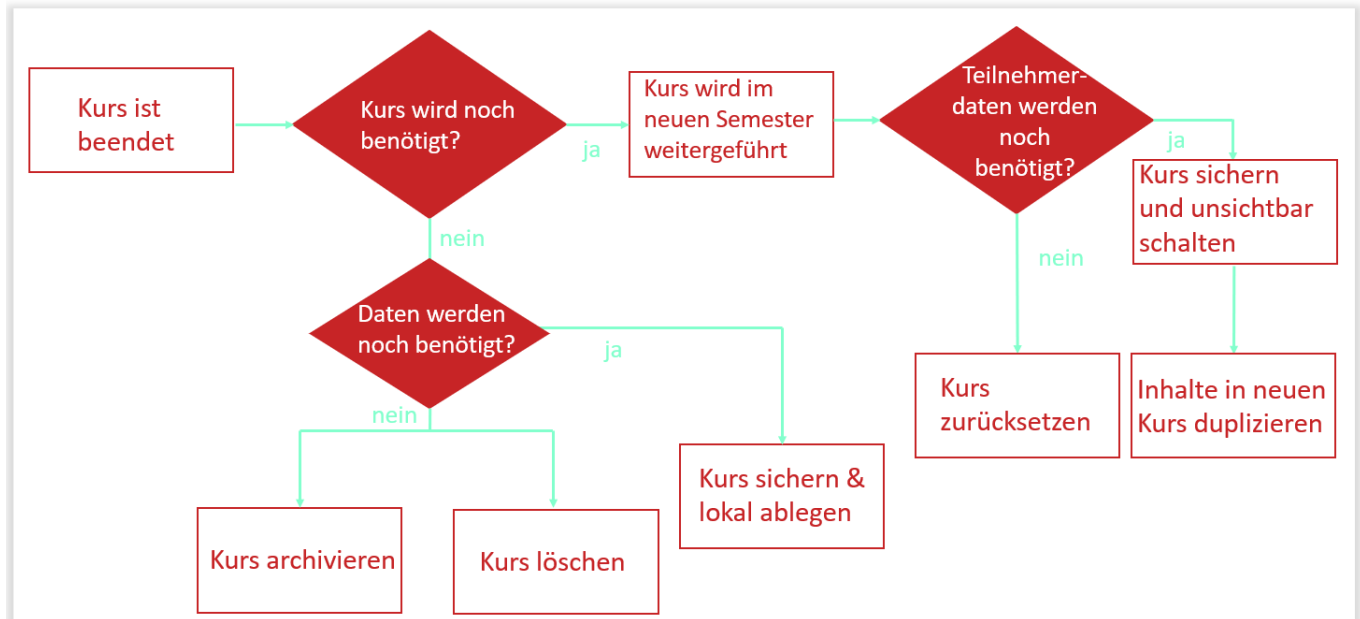 Kurs ist
beendet
Kurs wird noch
benötigt?
ja
Kurs wird im
neuen Semester
weitergeführt
Teilnehmer-
daten werden
noch
benötigt?
ja
Kurs sichern
und unsichtbar
schalten
nein
nein
Daten werden
noch benötigt?
ja
nein
Kurs
zurücksetzen
Inhalte in neuen
Kurs duplizieren
Kurs sichern &
lokal ablegen
Kurs archivieren
Kurs löschen